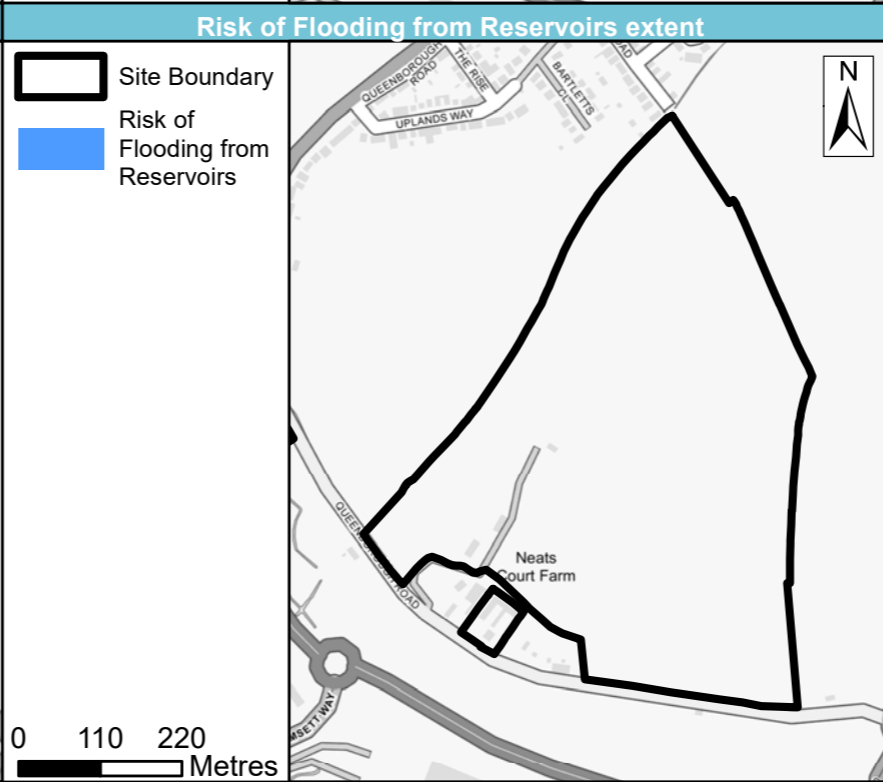 Risk of Flooding from Reservoirs extent
Site Boundary
Risk of
Flooding from
Reservoirs
N
QUEENBOROUGH
ROAD
THE RISE
UPLANDS WAY
BARTLETTS
CL
QUEENBOROUGH ROAD
Neats
Court Farm
0 110 220
Metres